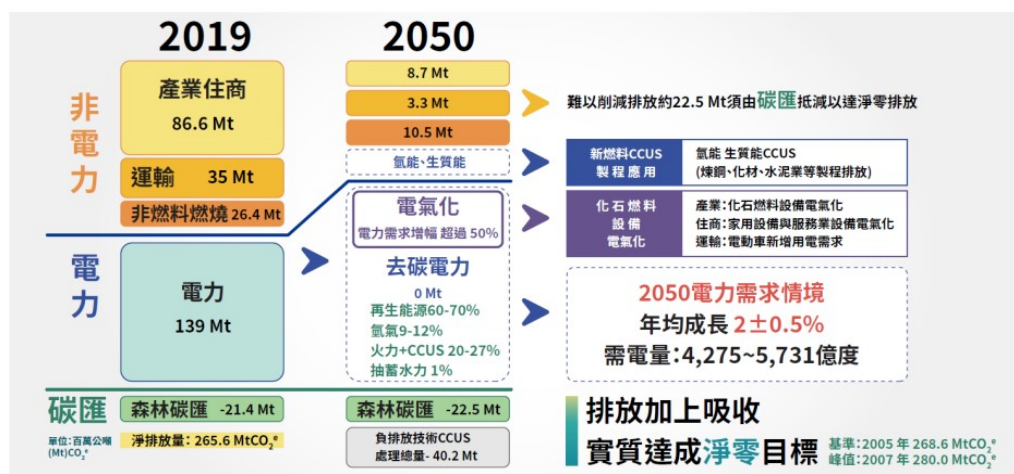 2019
2050
非電力
產業住商
86.6 Mt
運輸 35 Mt
非燃料燃燒 26.4 Mt
8.7 Mt
3.3 Mt
10.5 Mt
氫能、生質能
難以削減排放約22.5 Mt須由碳匯抵減以達淨零排放
新燃料CCUS
製程應用
氫能 生質能CCUS
(煉鋼、化材、水泥業等製程排放)
電氣化
電力需求增幅 超過 50%
化石燃料
設備
電氣化
產業:化石燃料設備電氣化
住商:家用設備與服務業設備電氣化
運輸:電動車新增用電需求
電力
電力
139 Mt
去碳電力
0 Mt
再生能源60-70%
氫氣9-12%
火力+CCUS 20-27%
抽蓄水力 1%
2050電力需求情境
年均成長 2±0.5%
需電量:4,275~5,731億度
碳匯
單位:百萬公噸
(Mt)CO₂ᵉ
森林碳匯 -21.4 Mt
淨排放量: 265.6 MtCO₂ᵉ
森林碳匯 -22.5 Mt
負排放技術CCUS
處理總量- 40.2 Mt
排放加上吸收
實質達成淨零目標
基準:2005 年 268.6 MtCO₂ᵉ
峰值:2007 年 280.0 MtCO₂ᵉ